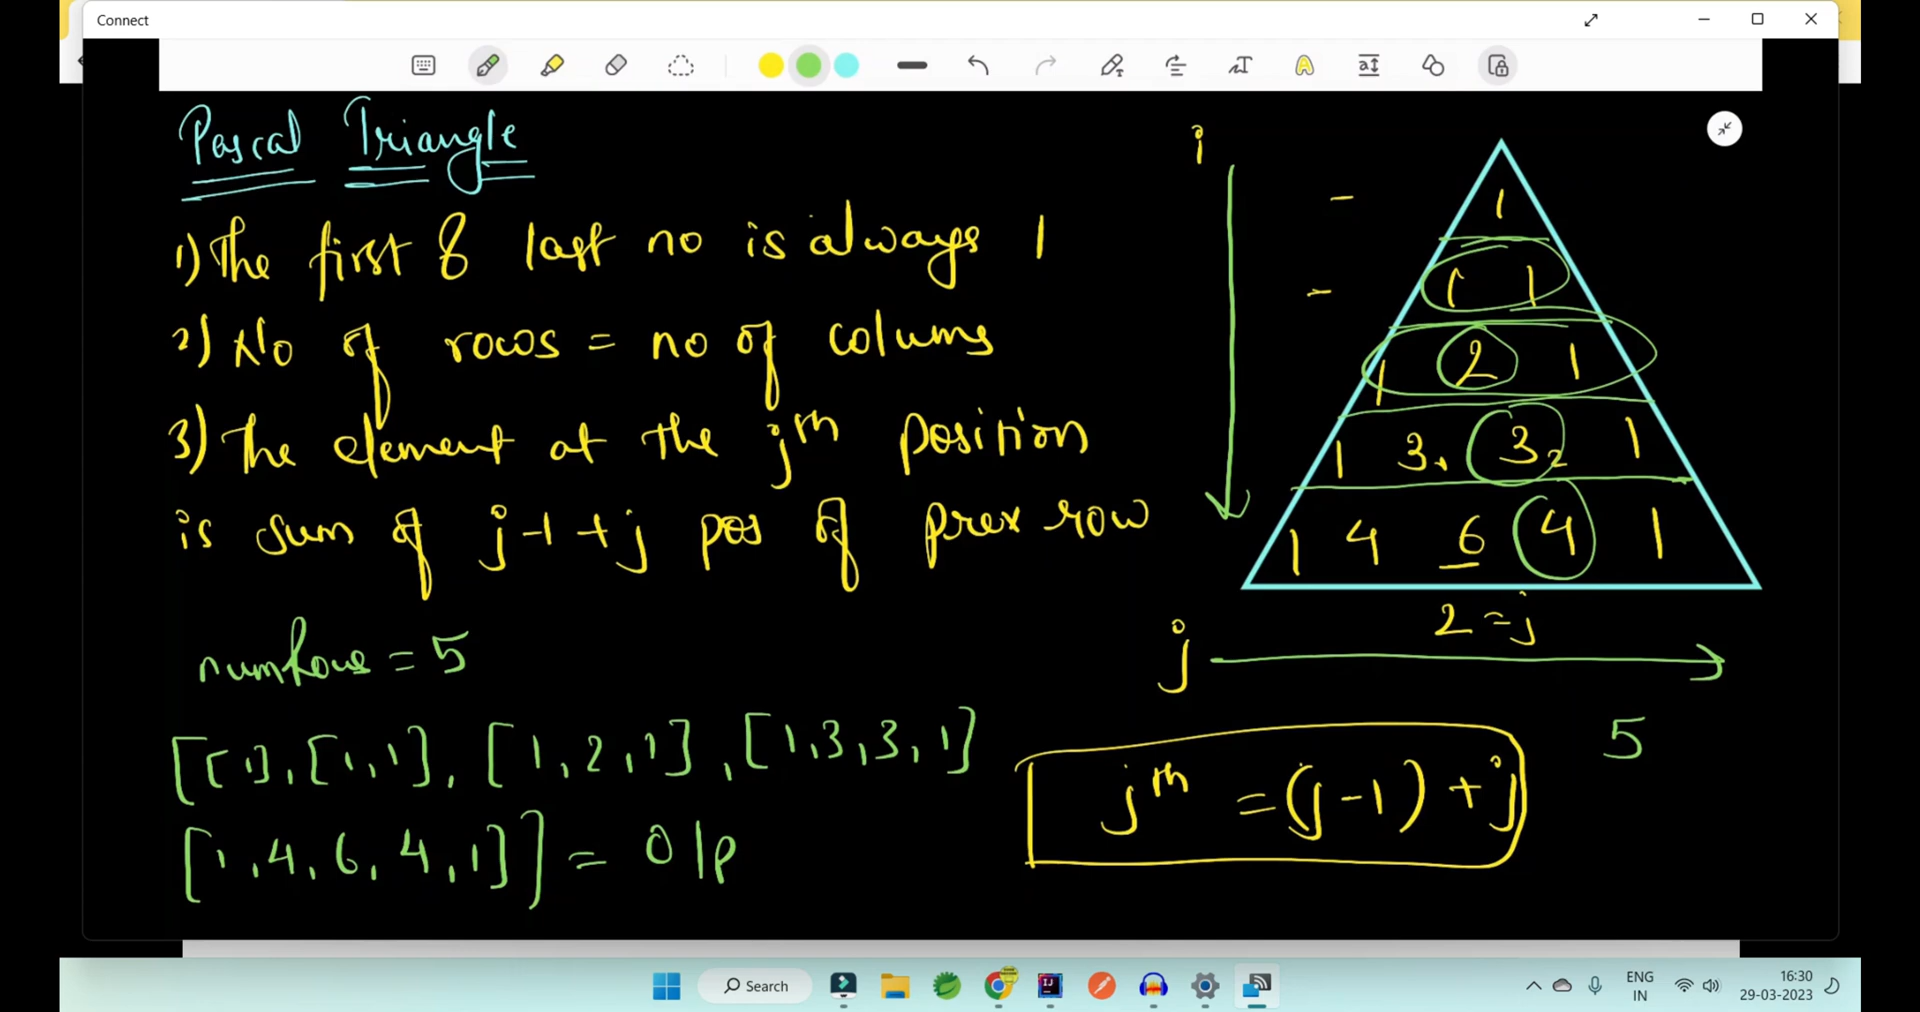 Connect
Pascal Triangle
1) The first & last no is always 1
2) No of rows = no of colums
3) The element at the jth position
is sum of j-1 + j pos of prev row
numRows = 5
[[1], [1,1], [1,2,1], [1,3,3,1]
[1,4,6,4,1]] = O/p
i
1
1 1
1 2 1
1 3 1 3 2 1
1 4 6 4 1
2 = j
j
5
jth = (j-1) + j
Search
ENG
IN
16:30
29-03-2023